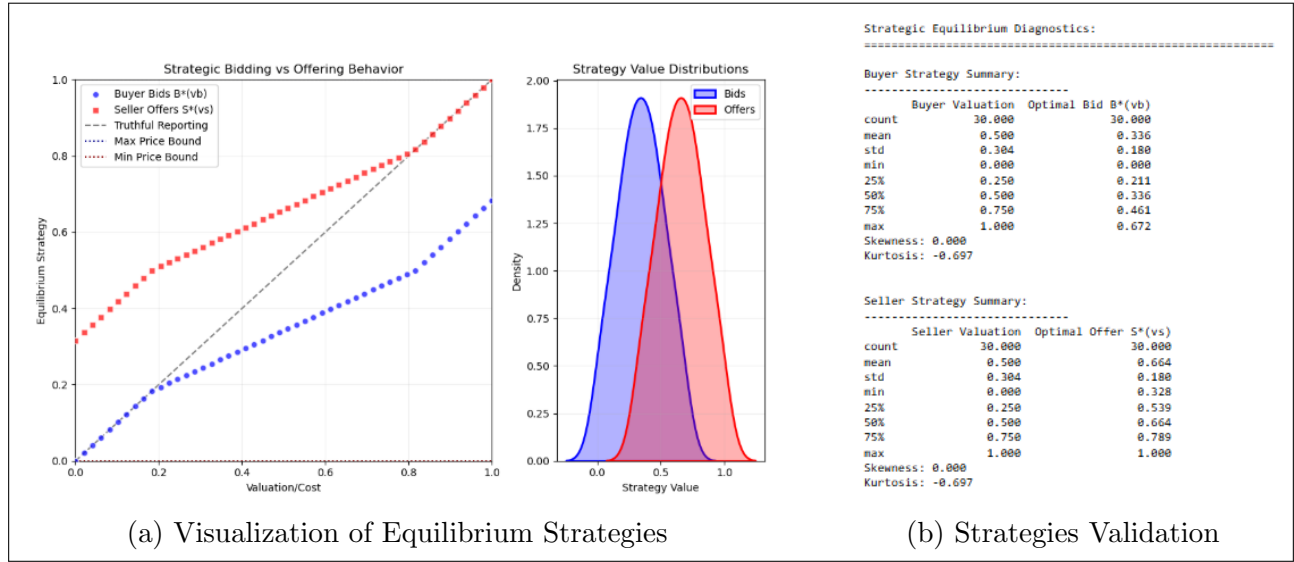 Strategic Bidding vs Offering Behavior
1.0
0.8
0.6
0.4
0.2
0.0
0.0 0.2 0.4 0.6 0.8 1.0
Equilibrium Strategy
Valuation/Cost
Buyer Bids B*(vb)
Seller Offers S*(vs)
Truthful Reporting
Max Price Bound
Min Price Bound
Strategy Value Distributions
2.00
1.75
1.50
1.25
1.00
0.75
0.50
0.25
0.00
0.0 0.5 1.0
Density
Strategy Value
Bids
Offers
(a) Visualization of Equilibrium Strategies
Strategic Equilibrium Diagnostics:
============================================================
Buyer Strategy Summary:
------------------------------
Buyer Valuation Optimal Bid B*(vb)
count 30.000 30.000
mean 0.500 0.336
std 0.304 0.180
min 0.000 0.000
25% 0.250 0.211
50% 0.500 0.336
75% 0.750 0.461
max 1.000 0.672
Skewness: 0.000
Kurtosis: -0.697
Seller Strategy Summary:
------------------------------
Seller Valuation Optimal Offer S*(vs)
count 30.000 30.000
mean 0.500 0.664
std 0.304 0.180
min 0.000 0.328
25% 0.250 0.539
50% 0.500 0.664
75% 0.750 0.789
max 1.000 1.000
Skewness: 0.000
Kurtosis: -0.697
(b) Strategies Validation